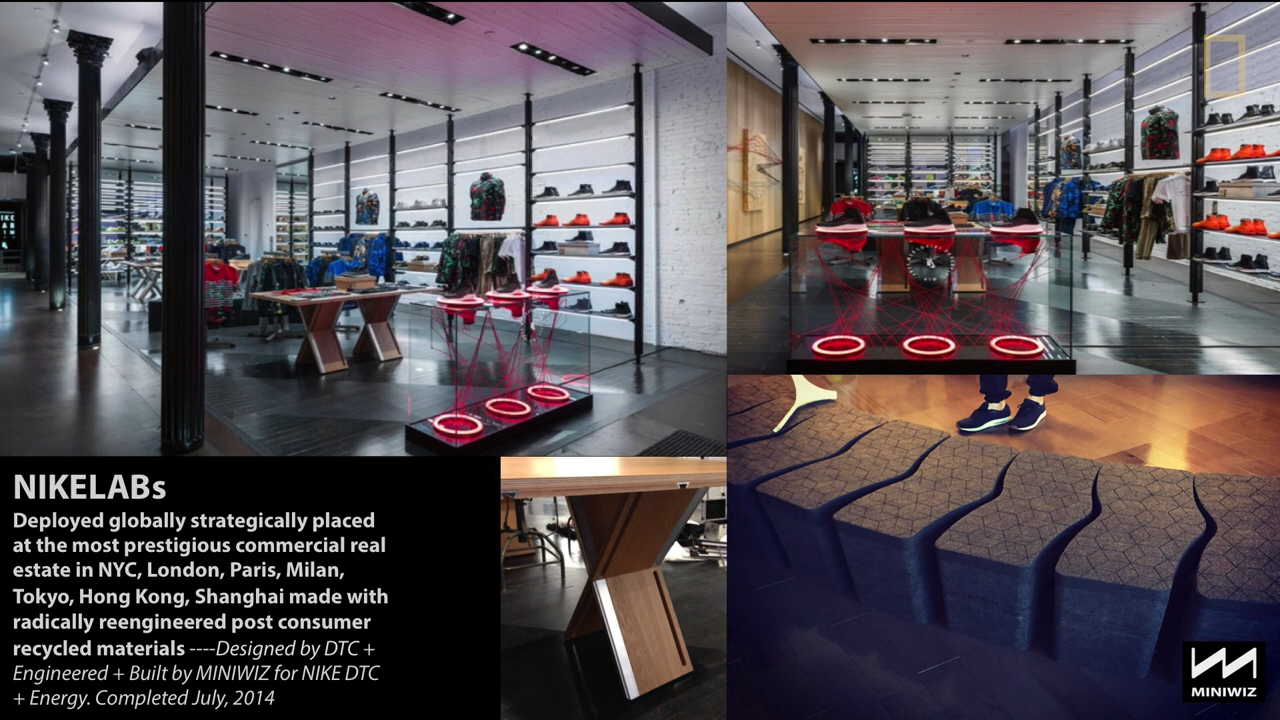 NIKELABs
Deployed globally strategically placed
at the most prestigious commercial real
estate in NYC, London, Paris, Milan,
Tokyo, Hong Kong, Shanghai made with
radically reengineered post consumer
recycled materials ----Designed by DTC +
Engineered + Built by MINIWIZ for NIKE DTC
+ Energy. Completed July, 2014
MINIWIZ